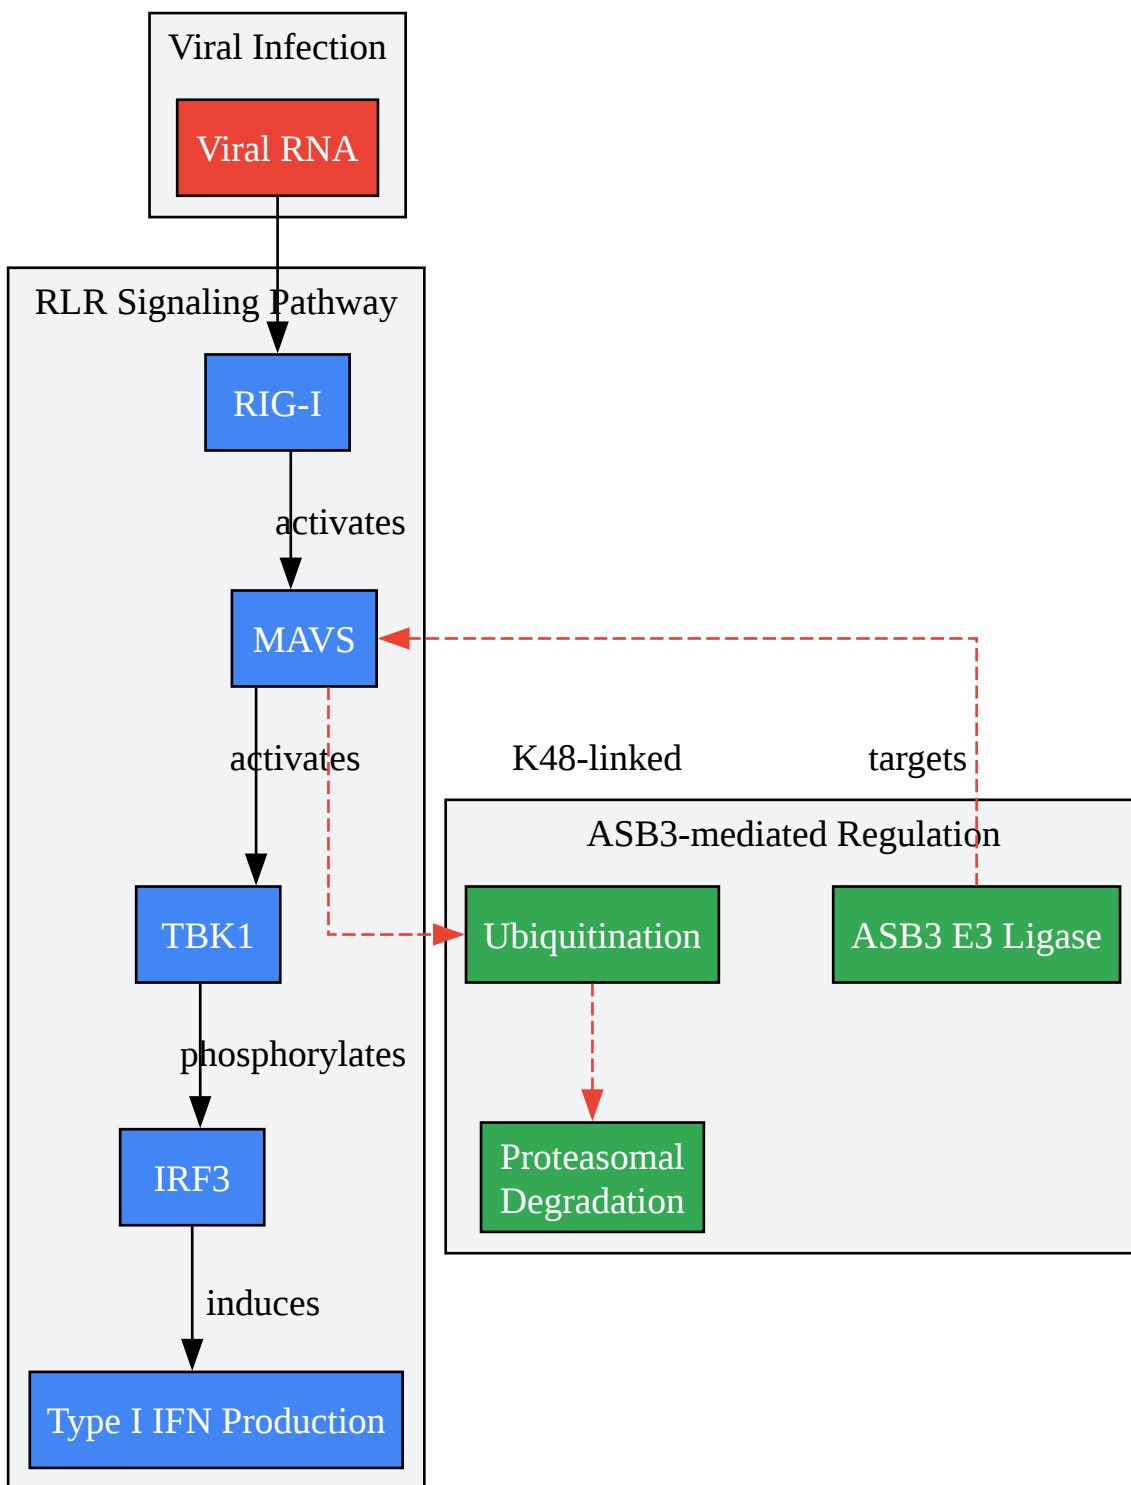 Viral Infection
Viral RNA
RLR Signaling Pathway
RIG-I
activates
MAVS
activates
K48-linked
targets
ASB3-mediated Regulation
TBK1
Ubiquitination
ASB3 E3 Ligase
phosphorylates
Proteasomal
Degradation
IRF3
induces
Type I IFN Production